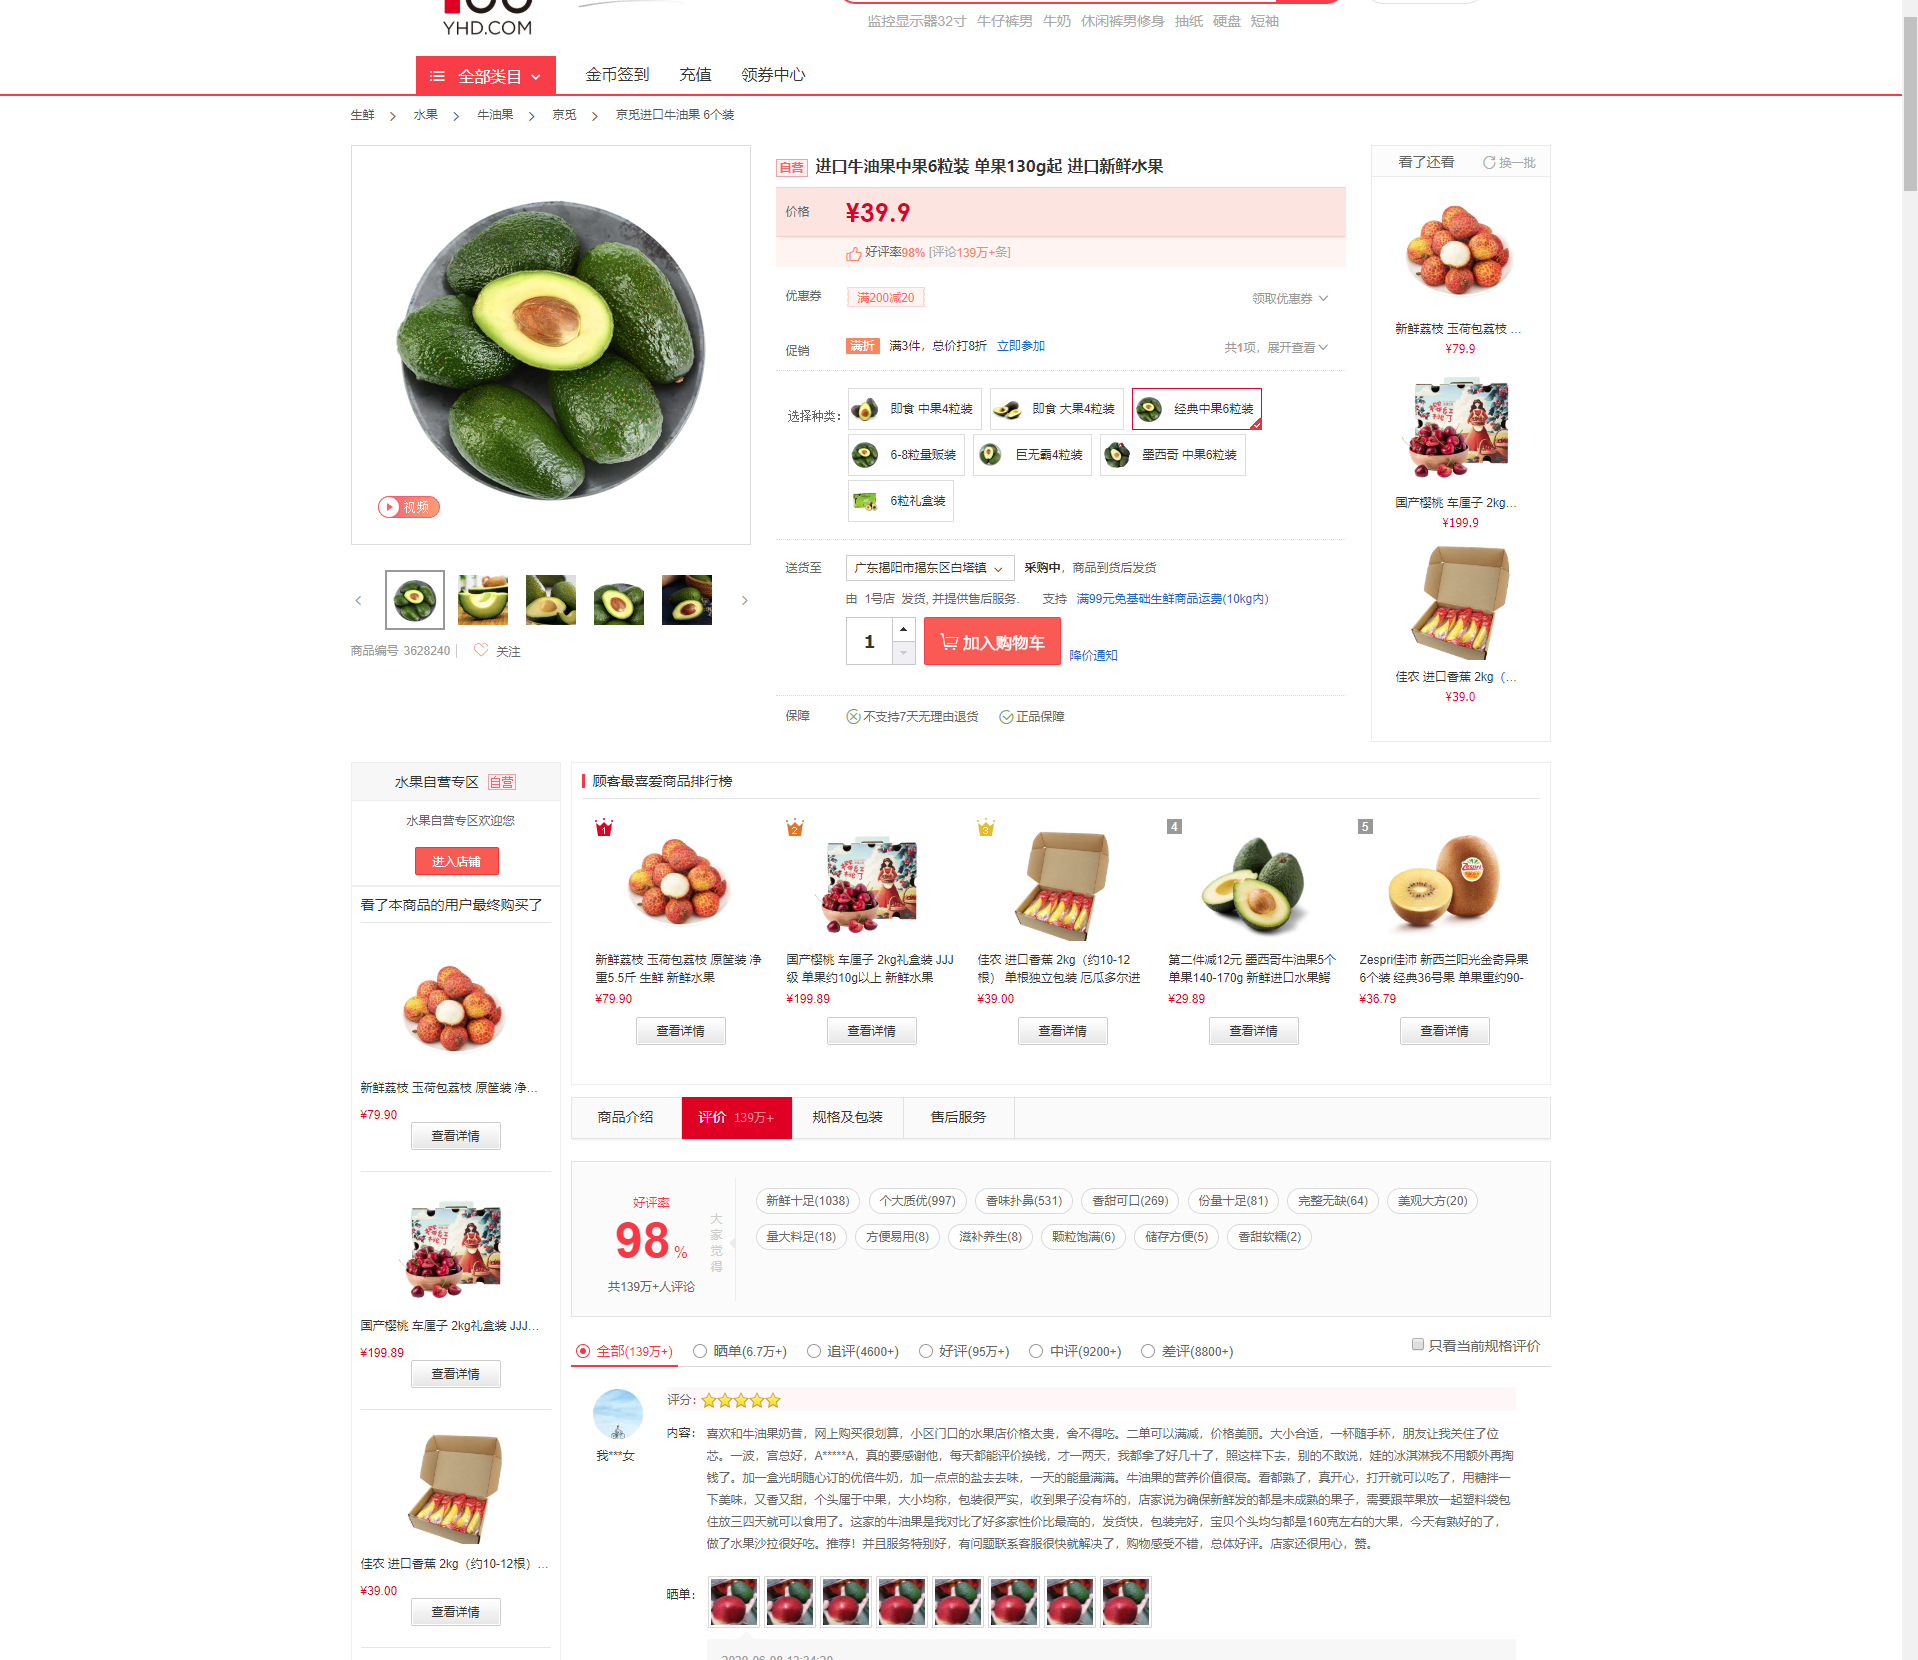 YHD.COM
监控显示器32寸 牛仔裤男 牛奶 休闲裤男修身 抽纸 硬盘 短袖
全部类目 金币签到 充值 领券中心
生鲜 > 水果 > 牛油果 > 京觅 > 京觅进口牛油果 6个装
自营 进口牛油果中果6粒装 单果130g起 进口新鲜水果
价格 ¥39.9
好评率98% [评论139万+条]
优惠券 满200减20 领取优惠券
促销 满折 满3件，总价打8折 立即参加 共1项，展开查看
选择种类： 即食 中果4粒装 即食 大果4粒装 经典中果6粒装
6-8粒量贩装 巨无霸4粒装 墨西哥 中果6粒装
6粒礼盒装
视频
送货至 广东揭阳市揭东区白塔镇 采购中，商品到货后发货
由 1号店 发货, 并提供售后服务. 支持 满99元免基础生鲜商品运费(10kg内)
1 加入购物车 降价通知
商品编号 3628240 关注
保障 不支持7天无理由退货 正品保障
看了还看 换一批
新鲜荔枝 玉荷包荔枝 ...
¥79.9
国产樱桃 车厘子 2kg...
¥199.9
佳农 进口香蕉 2kg（...
¥39.0
水果自营专区 自营
水果自营专区欢迎您
进入店铺
看了本商品的用户最终购买了
新鲜荔枝 玉荷包荔枝 原筐装 净...
¥79.90
查看详情
国产樱桃 车厘子 2kg礼盒装 JJJ...
¥199.89
查看详情
佳农 进口香蕉 2kg（约10-12根）...
¥39.00
查看详情
顾客最喜爱商品排行榜
1 2 3 4 5
Zespri
新鲜荔枝 玉荷包荔枝 原筐装 净
重5.5斤 生鲜 新鲜水果
¥79.90
查看详情
国产樱桃 车厘子 2kg礼盒装 JJJ
级 单果约10g以上 新鲜水果
¥199.89
查看详情
佳农 进口香蕉 2kg（约10-12
根） 单根独立包装 厄瓜多尔进
¥39.00
查看详情
第二件减12元 墨西哥牛油果5个
单果140-170g 新鲜进口水果鳄
¥29.89
查看详情
Zespri佳沛 新西兰阳光金奇异果
6个装 经典36号果 单果重约90-
¥36.79
查看详情
商品介绍 评价 139万+ 规格及包装 售后服务
好评率
98 %
共139万+人评论
大家觉得
新鲜十足(1038) 个大质优(997) 香味扑鼻(531) 香甜可口(269) 份量十足(81) 完整无缺(64) 美观大方(20)
量大料足(18) 方便易用(8) 滋补养生(8) 颗粒饱满(6) 储存方便(5) 香甜软糯(2)
全部(139万+) 晒单(6.7万+) 追评(4600+) 好评(95万+) 中评(9200+) 差评(8800+) 只看当前规格评价
我***女
评分：
内容： 喜欢和牛油果奶昔，网上购买很划算，小区门口的水果店价格太贵，舍不得吃。二单可以满减，价格美丽。大小合适，一杯随手杯，朋友让我关住了位
芯。一波，宫总好，A*****A，真的要感谢他，每天都能评价换钱，才一两天，我都拿了好几十了，照这样下去，别的不敢说，娃的冰淇淋我不用额外再掏
钱了。加一盒光明随心订的优倍牛奶，加一点点的盐去去味，一天的能量满满。牛油果的营养价值很高。看都熟了，真开心，打开就可以吃了，用糖拌一
下美味，又香又甜，个头属于中果，大小均称，包装很严实，收到果子没有坏的，店家说为确保新鲜发的都是未成熟的果子，需要跟苹果放一起塑料袋包
住放三四天就可以食用了。这家的牛油果是我对比了好多家性价比最高的，发货快，包装完好，宝贝个头均匀都是160克左右的大果，今天有熟好的了，
做了水果沙拉很好吃。推荐！并且服务特别好，有问题联系客服很快就解决了，购物感受不错，总体好评。店家还很用心，赞。
晒单：